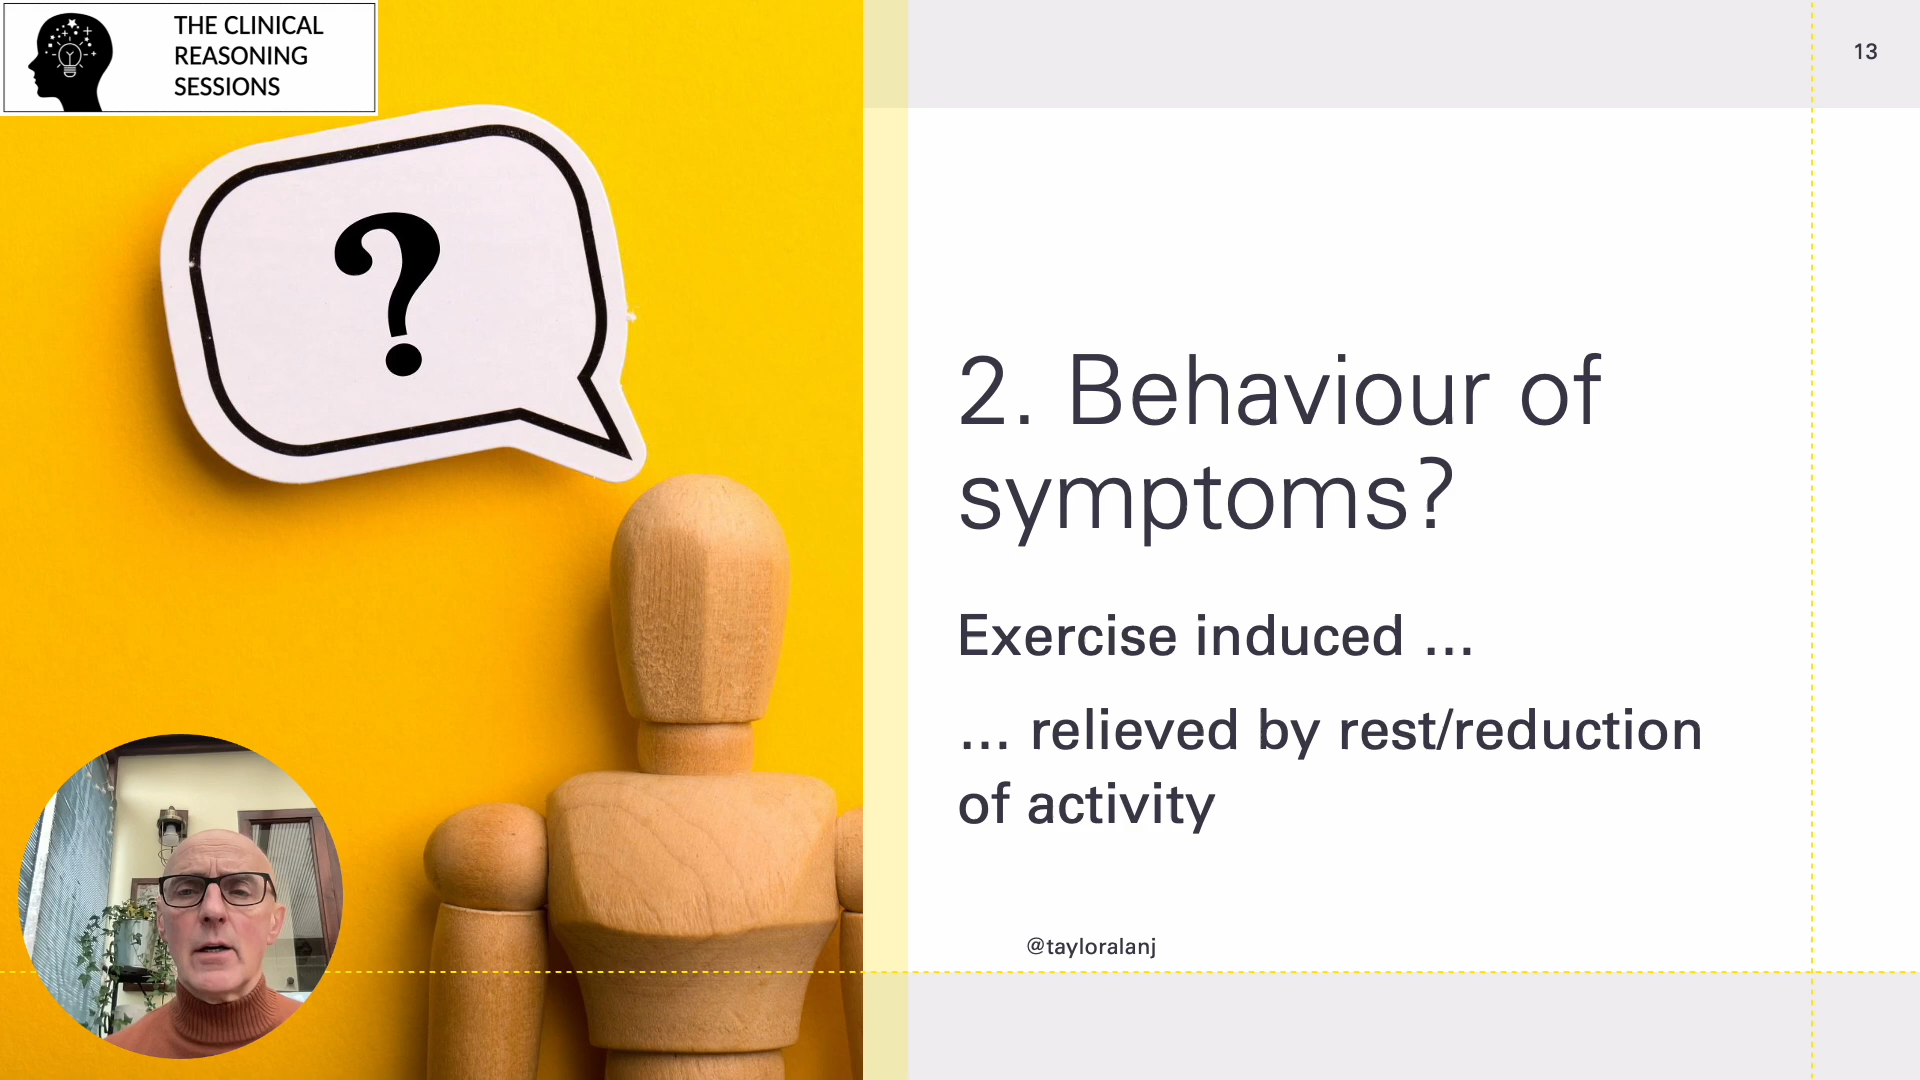 THE CLINICAL
REASONING
SESSIONS
13
?
2. Behaviour of
symptoms?
Exercise induced …
… relieved by rest/reduction
of activity
@tayloralanj